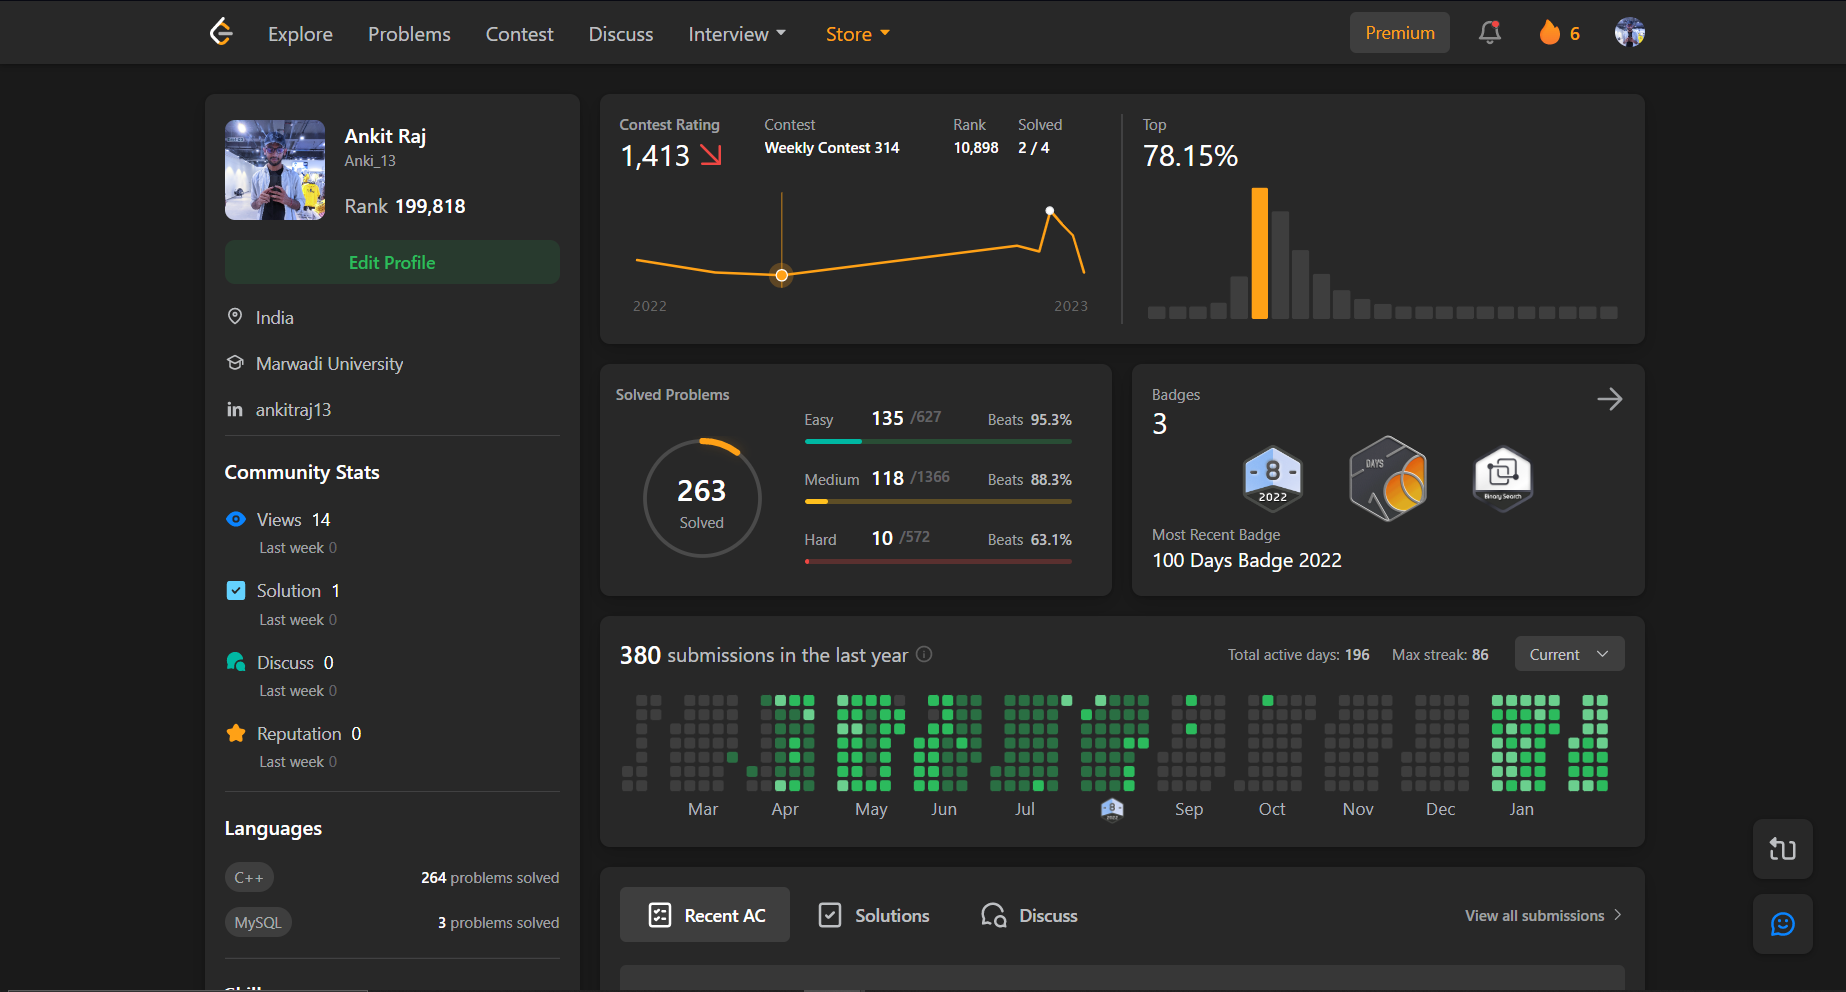 Explore Problems Contest Discuss Interview Store Premium 6
Ankit Raj
Anki_13
Rank 199,818
Edit Profile
India
Marwadi University
ankitraj13
Community Stats
Views 14
Last week 0
Solution 1
Last week 0
Discuss 0
Last week 0
Reputation 0
Last week 0
Languages
C++ 264 problems solved
MySQL 3 problems solved
Contest Rating Contest Rank Solved
1,413 Weekly Contest 314 10,898 2 / 4
2022 2023
Top
78.15%
Solved Problems
263
Solved
Easy 135 /627 Beats 95.3%
Medium 118 /1366 Beats 88.3%
Hard 10 /572 Beats 63.1%
Badges
3
- 8 -
2022
DAYS
Binary Search
Most Recent Badge
100 Days Badge 2022
380 submissions in the last year Total active days: 196 Max streak: 86 Current
Mar Apr May Jun Jul Sep Oct Nov Dec Jan
Recent AC Solutions Discuss View all submissions